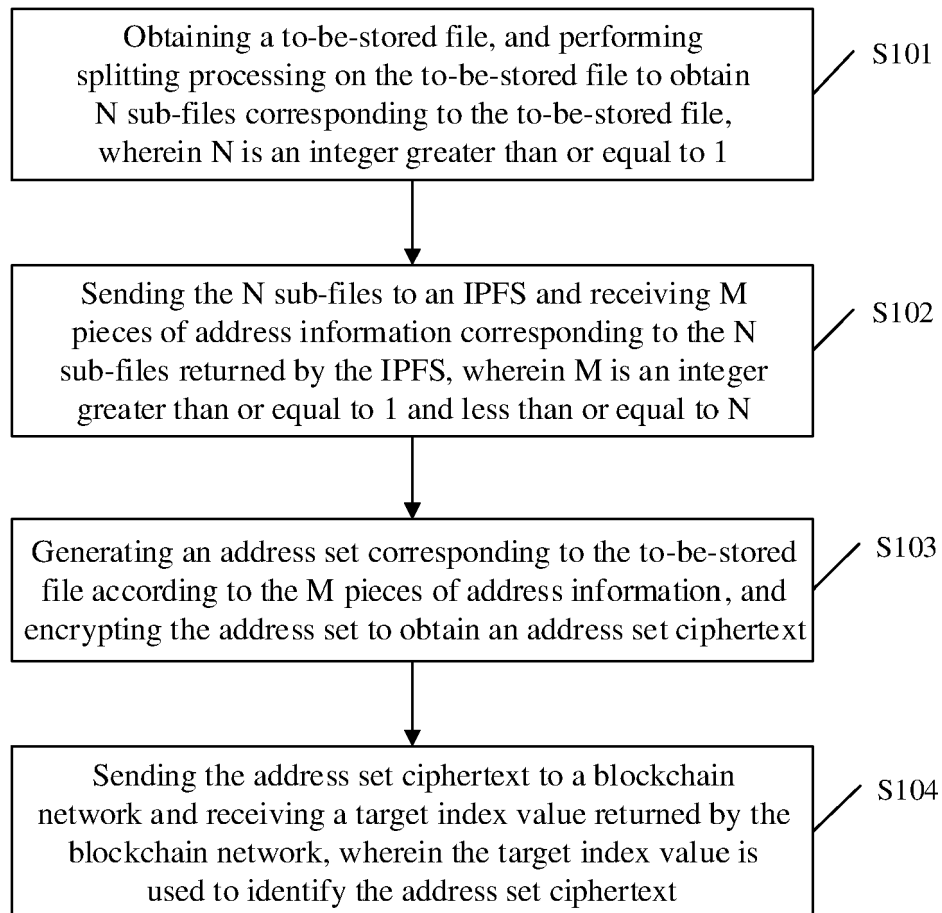 Obtaining a to-be-stored file, and performing
splitting processing on the to-be-stored file to obtain
N sub-files corresponding to the to-be-stored file,
wherein N is an integer greater than or equal to 1
S101
Sending the N sub-files to an IPFS and receiving M
pieces of address information corresponding to the N
sub-files returned by the IPFS, wherein M is an integer
greater than or equal to 1 and less than or equal to N
S102
Generating an address set corresponding to the to-be-stored
file according to the M pieces of address information, and
encrypting the address set to obtain an address set ciphertext
S103
Sending the address set ciphertext to a blockchain
network and receiving a target index value returned by the
blockchain network, wherein the target index value is
used to identify the address set ciphertext
S104